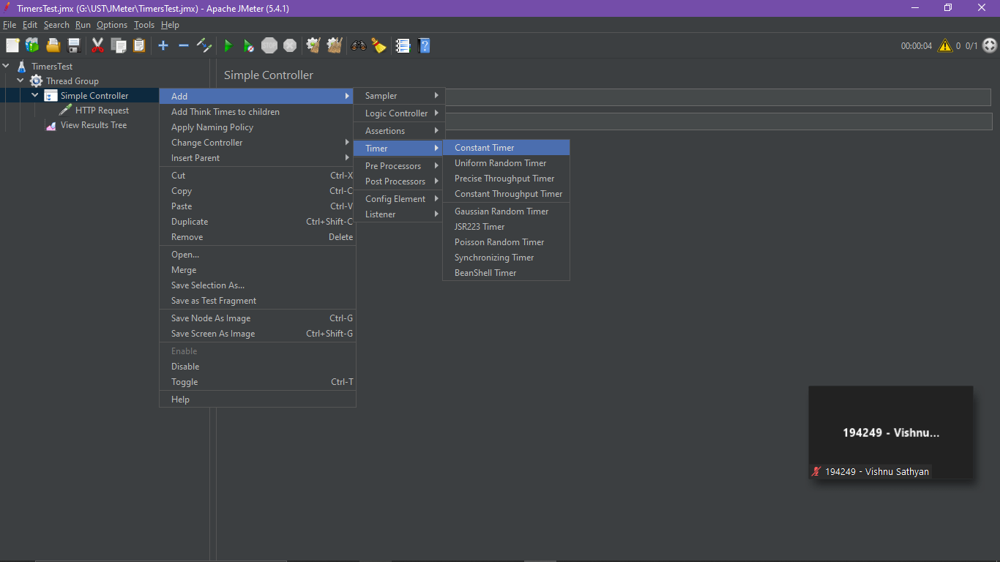 TimersTest.jmx (G:\UST\JMeter\TimersTest.jmx) - Apache JMeter (5.4.1)
File Edit Search Run Options Tools Help
STOP
00:00:04 0 0/1
TimersTest
Thread Group
Simple Controller
HTTP Request
View Results Tree
Simple Controller
Add
Add Think Times to children
Apply Naming Policy
Change Controller
Insert Parent
Cut Ctrl-X
Copy Ctrl-C
Paste Ctrl-V
Duplicate Ctrl+Shift-C
Remove Delete
Open...
Merge
Save Selection As...
Save as Test Fragment
Save Node As Image Ctrl-G
Save Screen As Image Ctrl+Shift-G
Enable
Disable
Toggle Ctrl-T
Help
Sampler
Logic Controller
Assertions
Timer
Pre Processors
Post Processors
Config Element
Listener
Constant Timer
Uniform Random Timer
Precise Throughput Timer
Constant Throughput Timer
Gaussian Random Timer
JSR223 Timer
Poisson Random Timer
Synchronizing Timer
BeanShell Timer
194249 - Vishnu...
194249 - Vishnu Sathyan